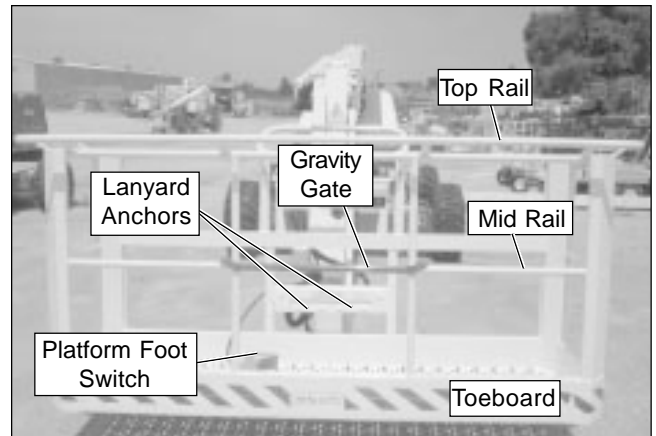 Top Rail
Gravity
Gate
Lanyard
Anchors
Mid Rail
Platform Foot
Switch
Toeboard